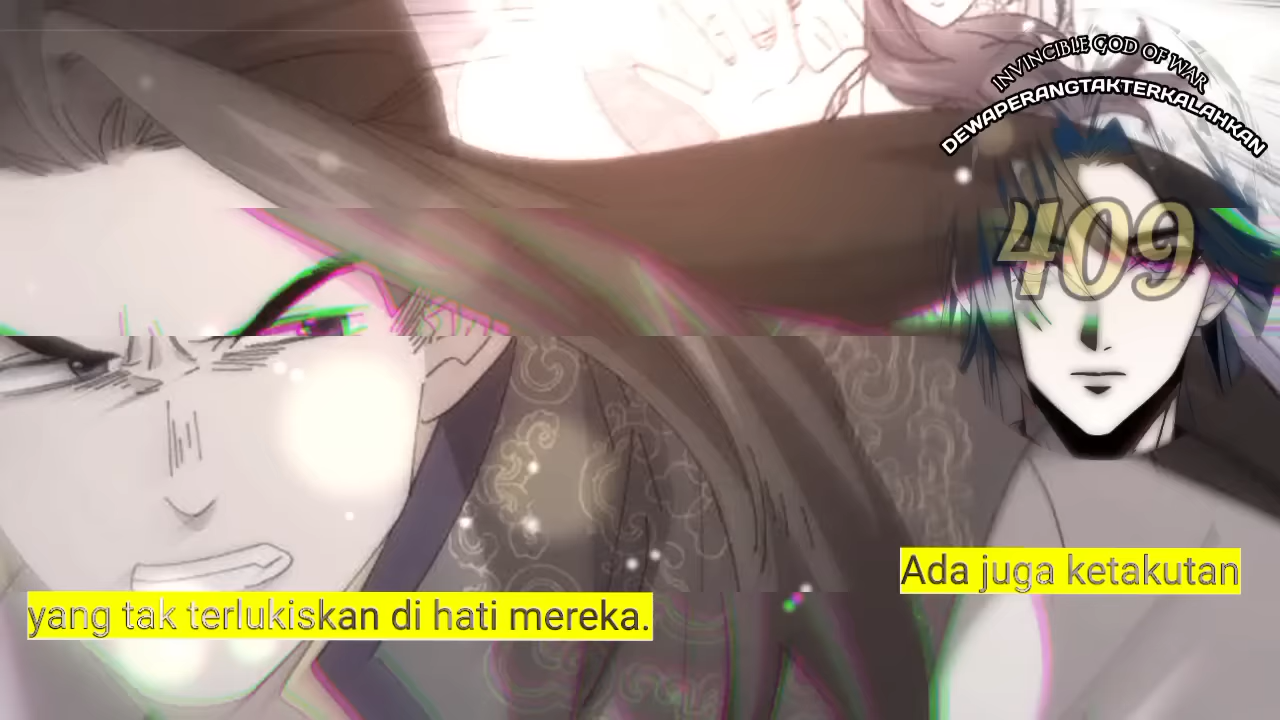 INVINCIBLE GOD OF WAR
DEWAPERANGTAKTERKALAHKAN
409
Ada juga ketakutan
yang tak terlukiskan di hati mereka.